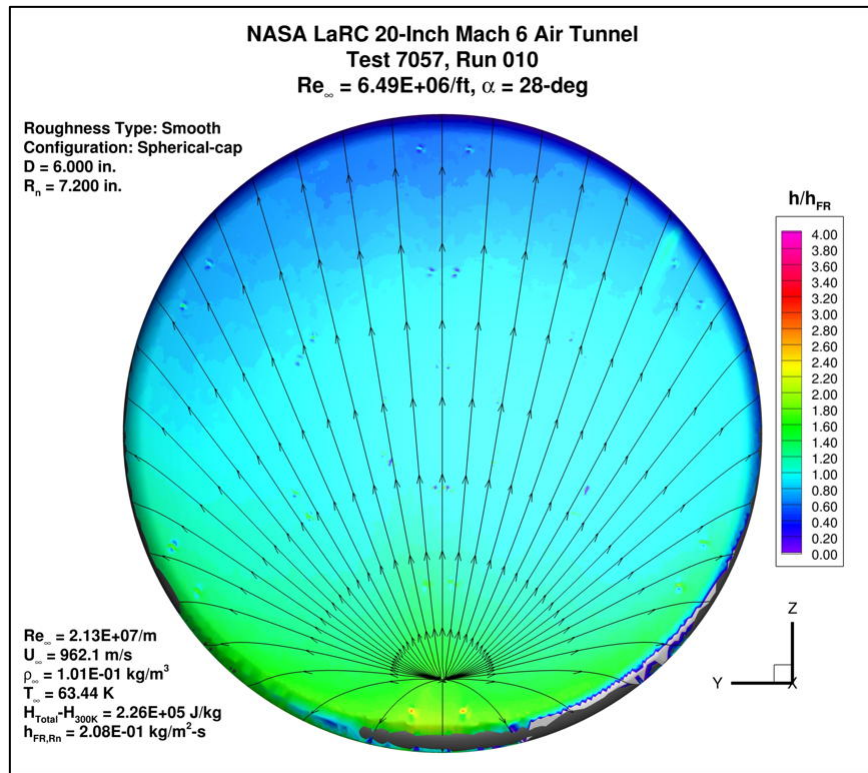 NASA LaRC 20-Inch Mach 6 Air Tunnel
Test 7057, Run 010
Re∞ = 6.49E+06/ft, α = 28-deg
Roughness Type: Smooth
Configuration: Spherical-cap
D = 6.000 in.
Rn = 7.200 in.
h/hFR
4.00
3.80
3.60
3.40
3.20
3.00
2.80
2.60
2.40
2.20
2.00
1.80
1.60
1.40
1.20
1.00
0.80
0.60
0.40
0.20
0.00
Re∞ = 2.13E+07/m
U∞ = 962.1 m/s
ρ∞ = 1.01E-01 kg/m³
T∞ = 63.44 K
HTotal-H300K = 2.26E+05 J/kg
hFR,Rn = 2.08E-01 kg/m²-s
Z
Y
X